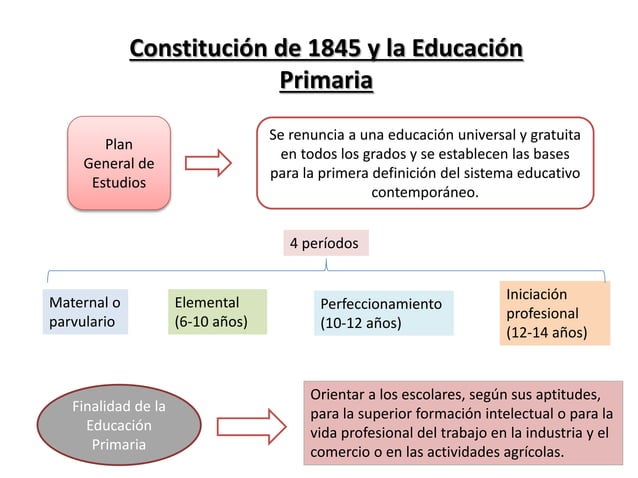 Constitución de 1845 y la Educación
Primaria
Plan
General de
Estudios
Se renuncia a una educación universal y gratuita
en todos los grados y se establecen las bases
para la primera definición del sistema educativo
contemporáneo.
4 períodos
Maternal o
parvulario
Elemental
(6-10 años)
Perfeccionamiento
(10-12 años)
Iniciación
profesional
(12-14 años)
Finalidad de la
Educación
Primaria
Orientar a los escolares, según sus aptitudes,
para la superior formación intelectual o para la
vida profesional del trabajo en la industria y el
comercio o en las actividades agrícolas.